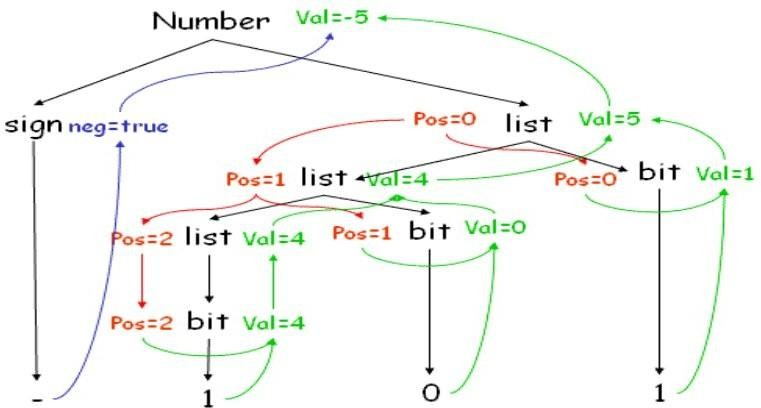 Number Val=-5
sign neg=true Pos=0 list Val=5
Pos=1 list Val=4 Pos=0 bit Val=1
Pos=2 list Val=4 Pos=1 bit Val=0
Pos=2 bit Val=4
- 1 0 1